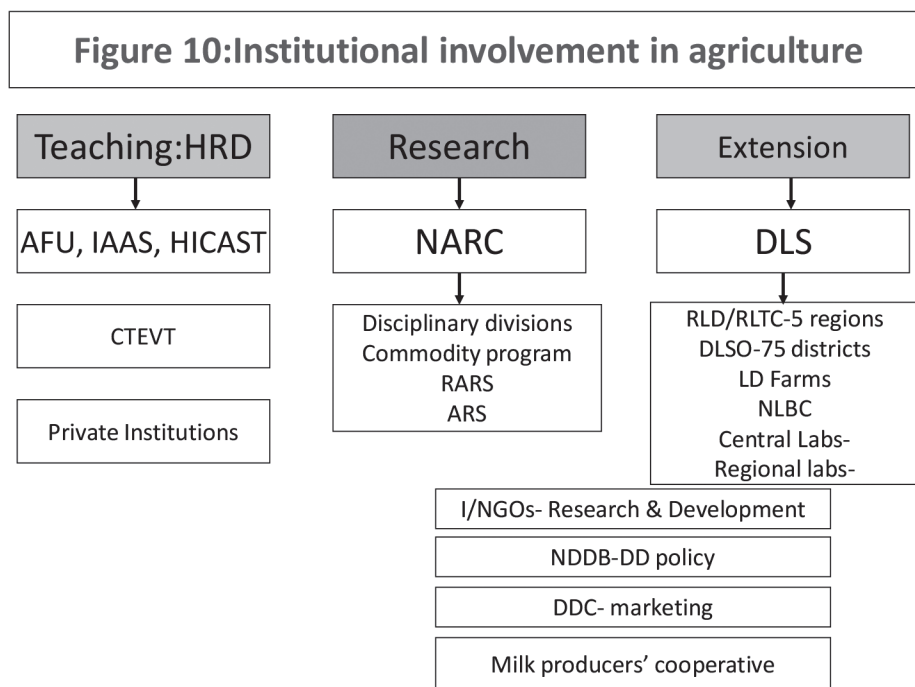 Figure 10:Institutional involvement in agriculture
Teaching:HRD
AFU, IAAS, HICAST
CTEVT
Private Institutions
Research
NARC
Disciplinary divisions
Commodity program
RARS
ARS
Extension
DLS
RLD/RLTC-5 regions
DLSO-75 districts
LD Farms
NLBC
Central Labs-
Regional labs-
I/NGOs- Research & Development
NDDB-DD policy
DDC- marketing
Milk producers’ cooperative